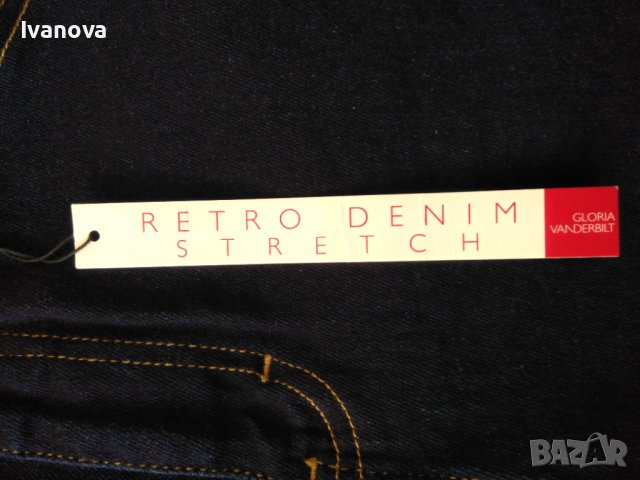 Ivanova
RETRO DENIM
STRETCH
GLORIA
VANDERBILT
BAZAR